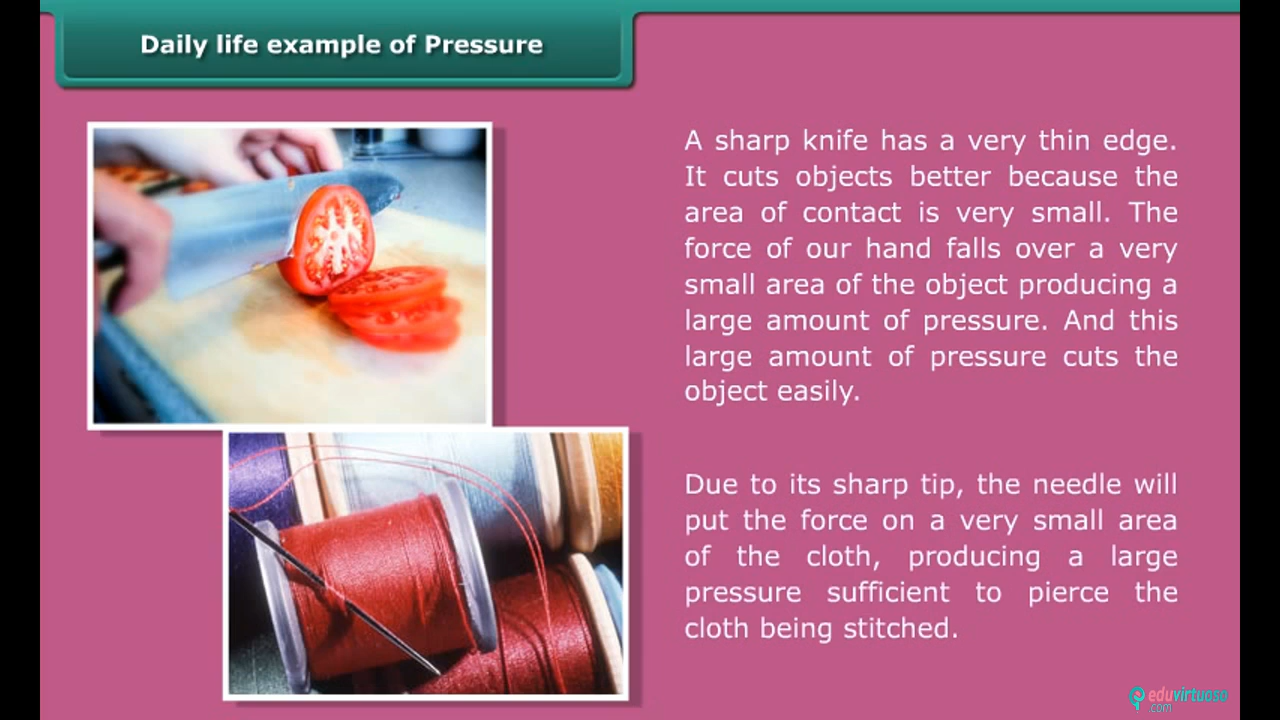 Daily life example of Pressure
A sharp knife has a very thin edge.
It cuts objects better because the
area of contact is very small. The
force of our hand falls over a very
small area of the object producing a
large amount of pressure. And this
large amount of pressure cuts the
object easily.
Due to its sharp tip, the needle will
put the force on a very small area
of the cloth, producing a large
pressure sufficient to pierce the
cloth being stitched.
eduvirtuoso
.com